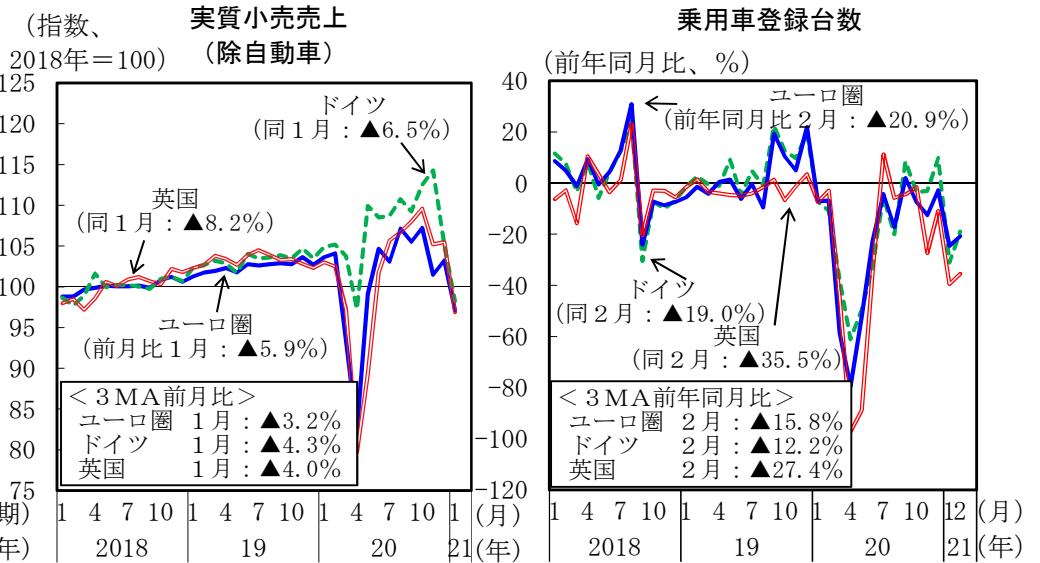 実質小売売上
（除自動車）
（指数、
2018年＝100）
125
120
115
110
105
100
95
90
85
80
75
ドイツ
（同１月：▲6.5%）
英国
（同１月：▲8.2%）
ユーロ圏
（前月比１月：▲5.9%）
＜３ＭＡ前月比＞
ユーロ圏 １月：▲3.2%
ドイツ １月：▲4.3%
英国 １月：▲4.0%
期）
1 4 7 10 1 4 7 10 1 4 7 10 1 （月）
年）
2018 19 20 21 （年）
乗用車登録台数
（前年同月比、%）
40
20
0
-20
-40
-60
-80
-100
-120
ユーロ圏
（前年同月比２月：▲20.9%）
ドイツ
（同２月：▲19.0%）
英国
（同２月：▲35.5%）
＜３ＭＡ前年同月比＞
ユーロ圏 ２月：▲15.8%
ドイツ ２月：▲12.2%
英国 ２月：▲27.4%
1 4 7 10 1 4 7 10 1 4 7 10 12 （月）
2018 19 20 21 （年）